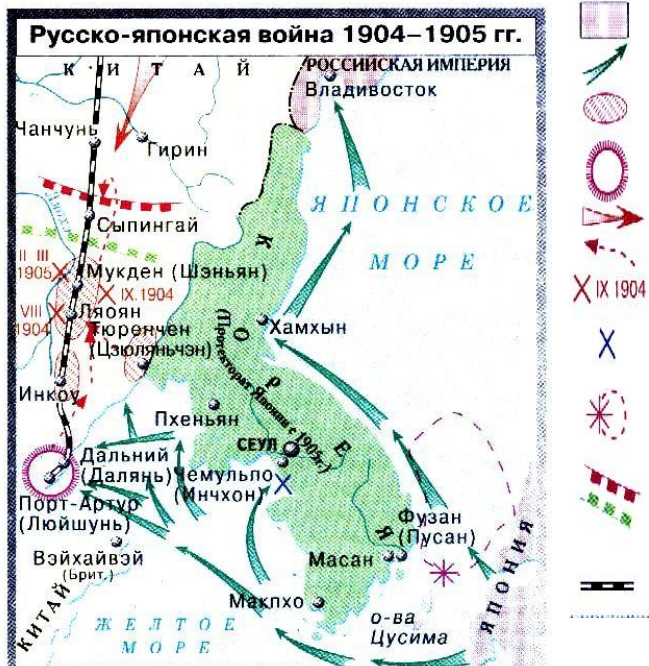 Русско-японская война 1904–1905 гг.
КИТАЙ
РОССИЙСКАЯ ИМПЕРИЯ
Владивосток
Чанчунь
Гирин
ЯПОНСКОЕ
МОРЕ
Сыпингай
II III
1905
Мукден (Шэньян)
IX.1904
VIII
1904
Ляоян
Тюренчен
(Цзюляньчэн)
Хамхын
КОРЕЯ
(Протекторат Японии с 1905г.)
Инкоу
Пхеньян
СЕУЛ
Дальний
(Далянь)
Чемульпо
(Инчхон)
Порт-Артур
(Люйшунь)
Фузан
(Пусан)
Вэйхайвэй
(Брит.)
Масан
Макпхо
КИТАЙ
ЖЕЛТОЕ
МОРЕ
о-ва
Цусима
ЯПОНИЯ
IX 1904